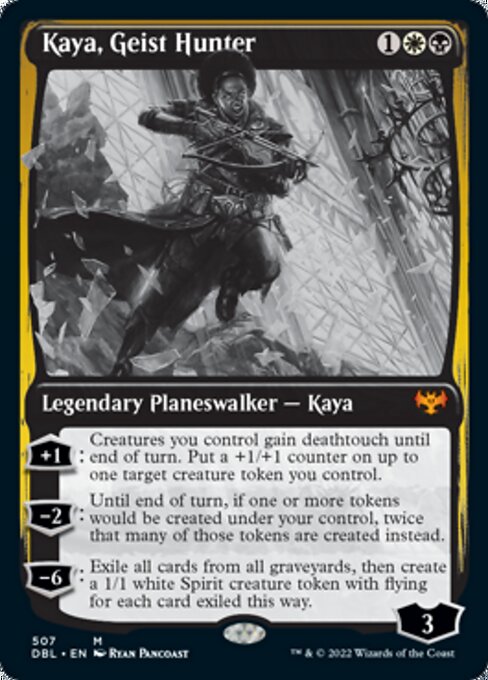 Kaya, Geist Hunter 1
Legendary Planeswalker — Kaya
+1 : Creatures you control gain deathtouch until
end of turn. Put a +1/+1 counter on up to
one target creature token you control.
Until end of turn, if one or more tokens
-2 : would be created under your control, twice
that many of those tokens are created instead.
Exile all cards from all graveyards, then create
-6 : a 1/1 white Spirit creature token with flying
for each card exiled this way.
3
507 M
DBL • EN Ryan Pancoast
™ & © 2022 Wizards of the Coast